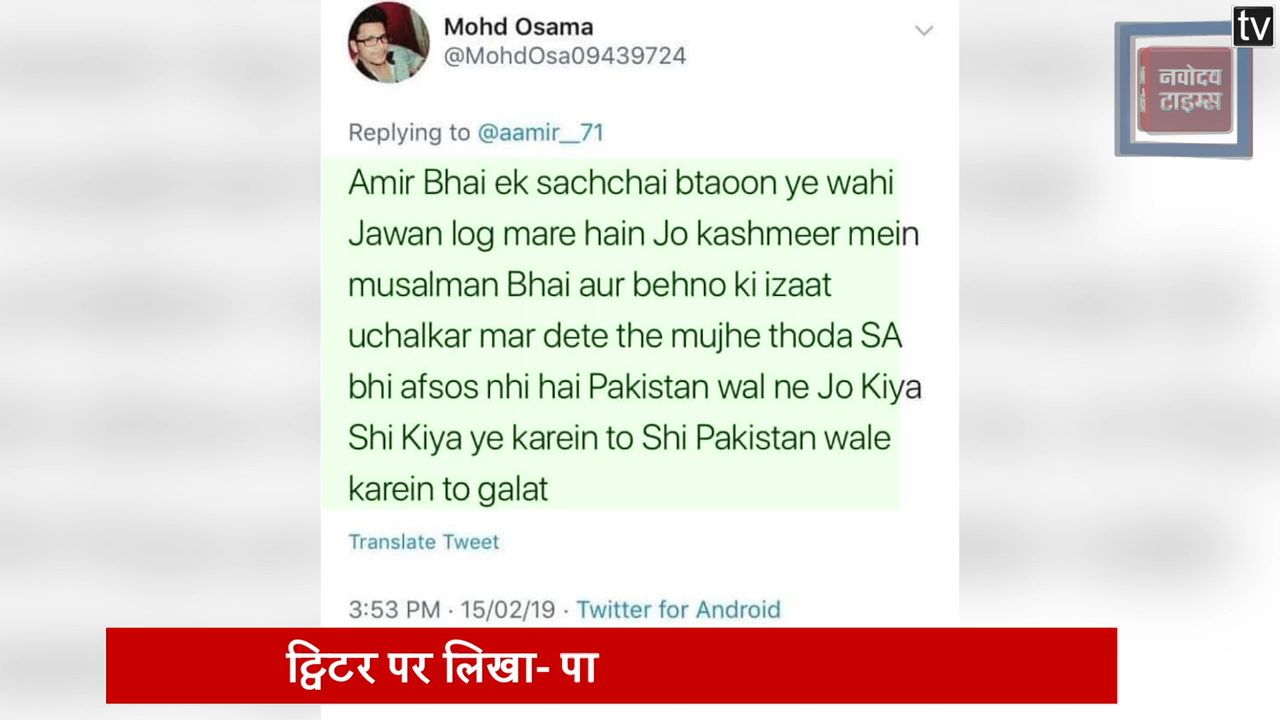 tv
नवोदय
टाइम्स
Mohd Osama
@MohdOsa09439724
Replying to @aamir__71
Amir Bhai ek sachchai btaoon ye wahi
Jawan log mare hain Jo kashmeer mein
musalman Bhai aur behno ki izaat
uchalkar mar dete the mujhe thoda SA
bhi afsos nhi hai Pakistan wal ne Jo Kiya
Shi Kiya ye karein to Shi Pakistan wale
karein to galat
Translate Tweet
3:53 PM · 15/02/19 · Twitter for Android
ट्विटर पर लिखा- पा